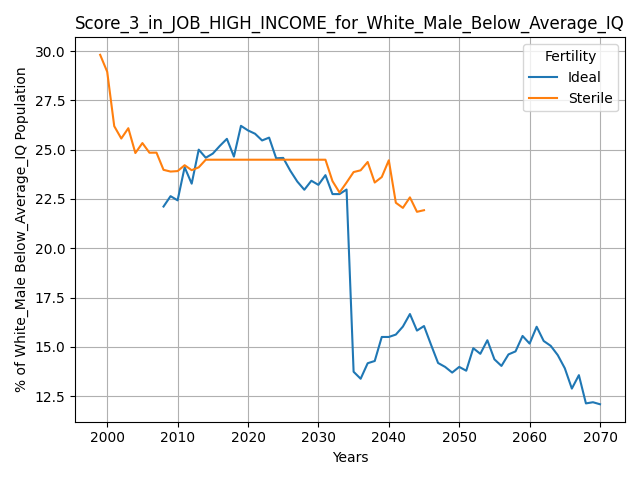 Score_3_in_JOB_HIGH_INCOME_for_White_Male_Below_Average_IQ
% of White_Male Below_Average_IQ Population
30.0
27.5
25.0
22.5
20.0
17.5
15.0
12.5
Fertility
Ideal
Sterile
2000 2010 2020 2030 2040 2050 2060 2070
Years